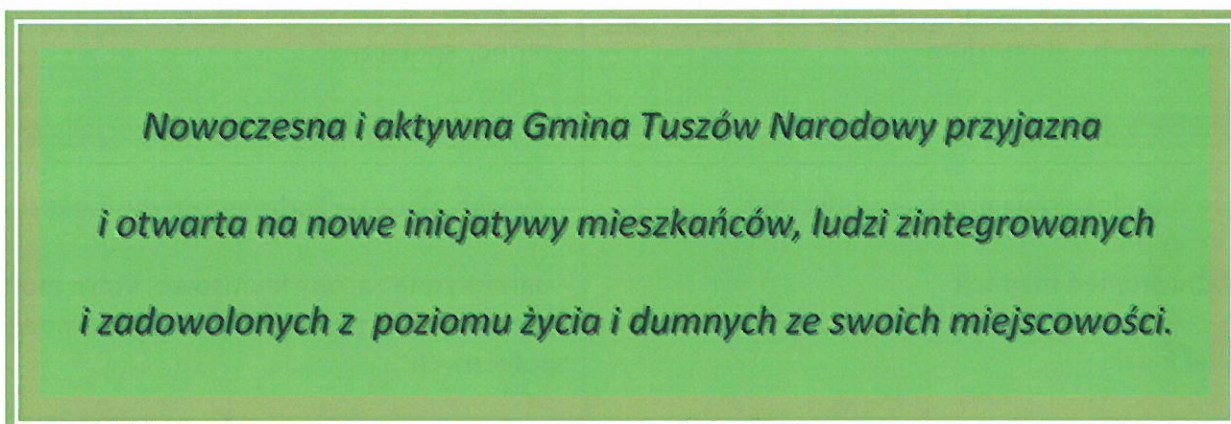 Nowoczesna i aktywna Gmina Tuszów Narodowy przyjazna
i otwarta na nowe inicjatywy mieszkańców, ludzi zintegrowanych
i zadowolonych z poziomu życia i dumnych ze swoich miejscowości.